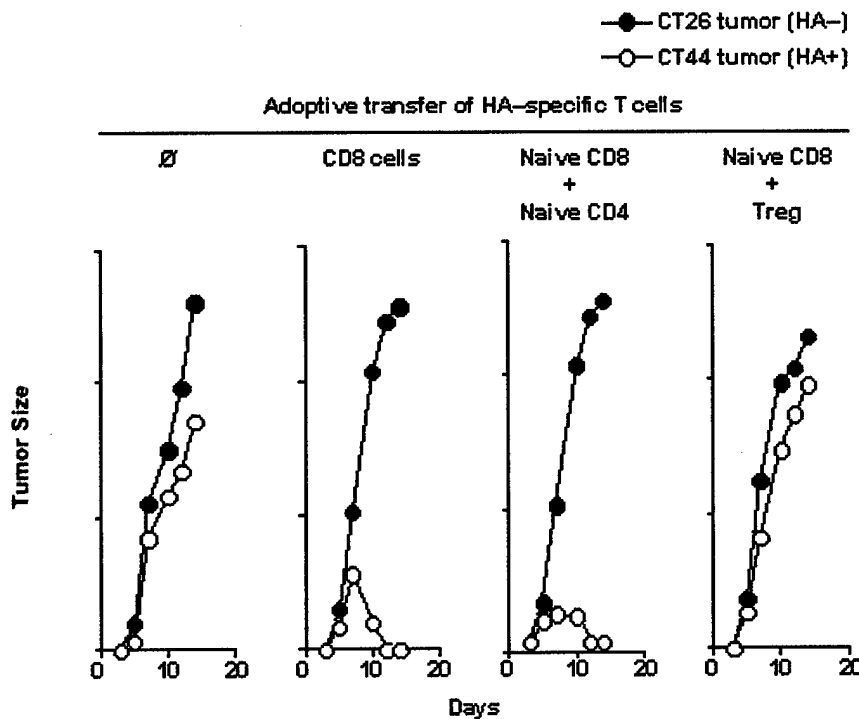 CT26 tumor (HA–)
CT44 tumor (HA+)
Adoptive transfer of HA–specific T cells
Ø
CD8 cells
Naive CD8
+
Naive CD4
Naive CD8
+
Treg
Tumor Size
0 10 20
0 10 20
0 10 20
0 10 20
Days